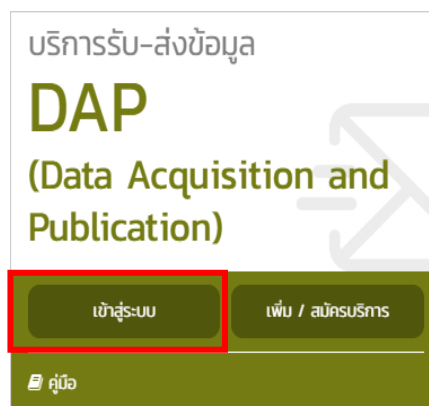 บริการรับ-ส่งข้อมูล
DAP
(Data Acquisition and
Publication)
เข้าสู่ระบบ
เพิ่ม / สมัครบริการ
คู่มือ